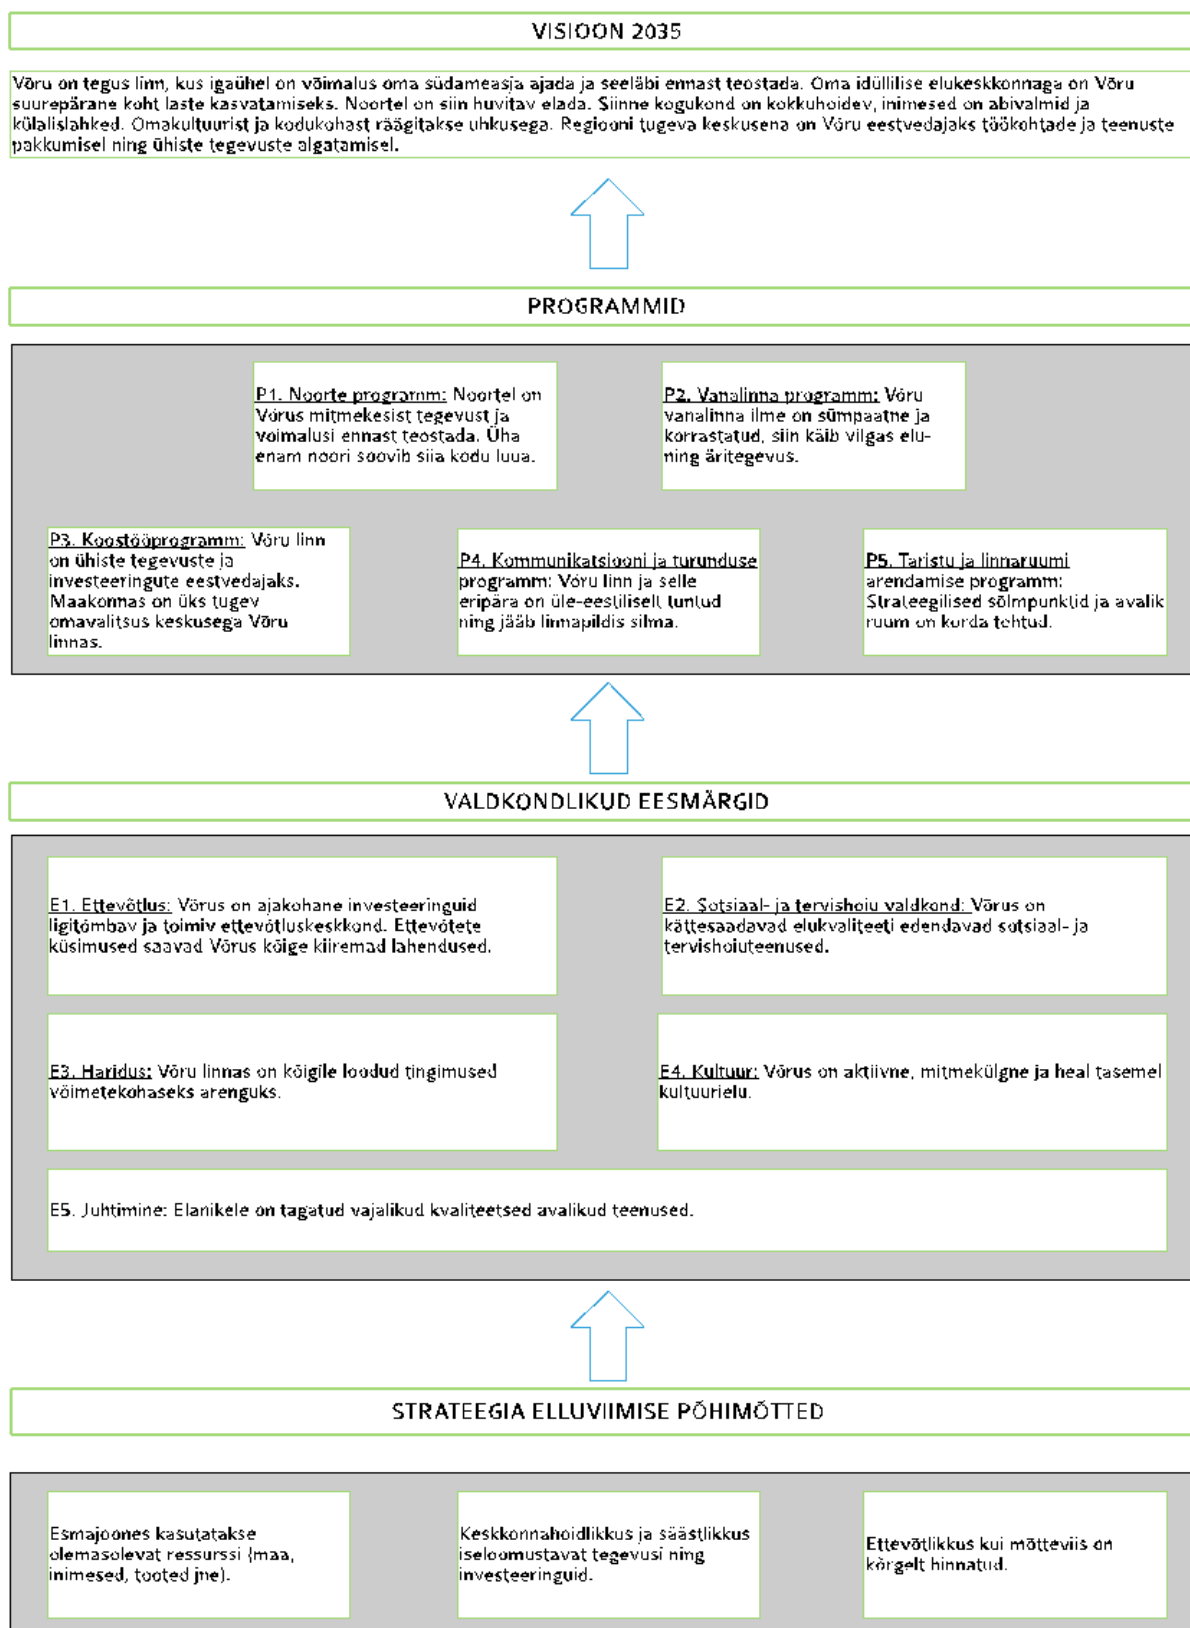 VISIOON 2035
Võru on tegus linn, kus igaühel on võimalus oma südameasja ajada ja seeläbi ennast teostada. Oma idüllilise elukeskkonnaga on Võru
suurepärane koht laste kasvatamiseks. Noortel on siin huvitav elada. Siinne kogukond on kokkuhoidev, inimesed on abivalmid ja
külalislahked. Omakultuurist ja kodukohast räägitakse uhkusega. Regiooni tugeva keskusena on Võru eestvedajaks töökohtade ja teenuste
pakkumisel ning ühiste tegevuste algatamisel.
PROGRAMMID
P1. Noorte programm: Noortel on
Võrus mitmekesist tegevust ja
voimalusi ennast teostada. Üha
enam noori soovib siia kodu luua.
P2. Vanalinna programm: Võru
vanalinna ilme on sümpaatne ja
korrastatud, siin käib vilgas elu-
ning äritegevus.
P3. Koostööprogramm: Võru linn
on ühiste tegevuste ja
investeeringute eestvedajaks.
Maakonnas on üks tugev
omavalitsus keskusega Võru
linnas.
P4. Kommunikatsiooni ja turunduse
programm: Võru linn ja selle
eripära on üle-eestiliselt tuntud
ning jääb linnapildis silma.
P5. Taristu ja linnaruumi
arendamise programm:
Strateegilised sõlmpunktid ja avalik
ruum on korda tehtud.
VALDKONDLIKUD EESMÄRGID
E1. Ettevõtlus: Võrus on ajakohane investeeringuid
ligitõmbav ja toimiv ettevõtluskeskkond. Ettevõtete
küsimused saavad Võrus kõige kiiremad lahendused.
E2. Sotsiaal- ja tervishoiu valdkond: Võrus on
kättesaadavad elukvaliteeti edendavad sotsiaal- ja
tervishoiuteenused.
E3. Haridus: Võru linnas on kõigile loodud tingimused
võimetekohaseks arenguks.
E4. Kultuur: Võrus on aktiivne, mitmekülgne ja heal tasemel
kultuurielu.
E5. Juhtimine: Elanikele on tagatud vajalikud kvaliteetsed avalikud teenused.
STRATEEGIA ELLUVIIMISE PÕHIMÕTTED
Esmajoones kasutatakse
olemasolevat ressurssi (maa,
inimesed, tooted jne).
Keskkonnahoidlikkus ja säästlikkus
iseloomustavat tegevusi ning
investeeringuid.
Ettevõtlikkus kui mõtteviis on
kõrgelt hinnatud.